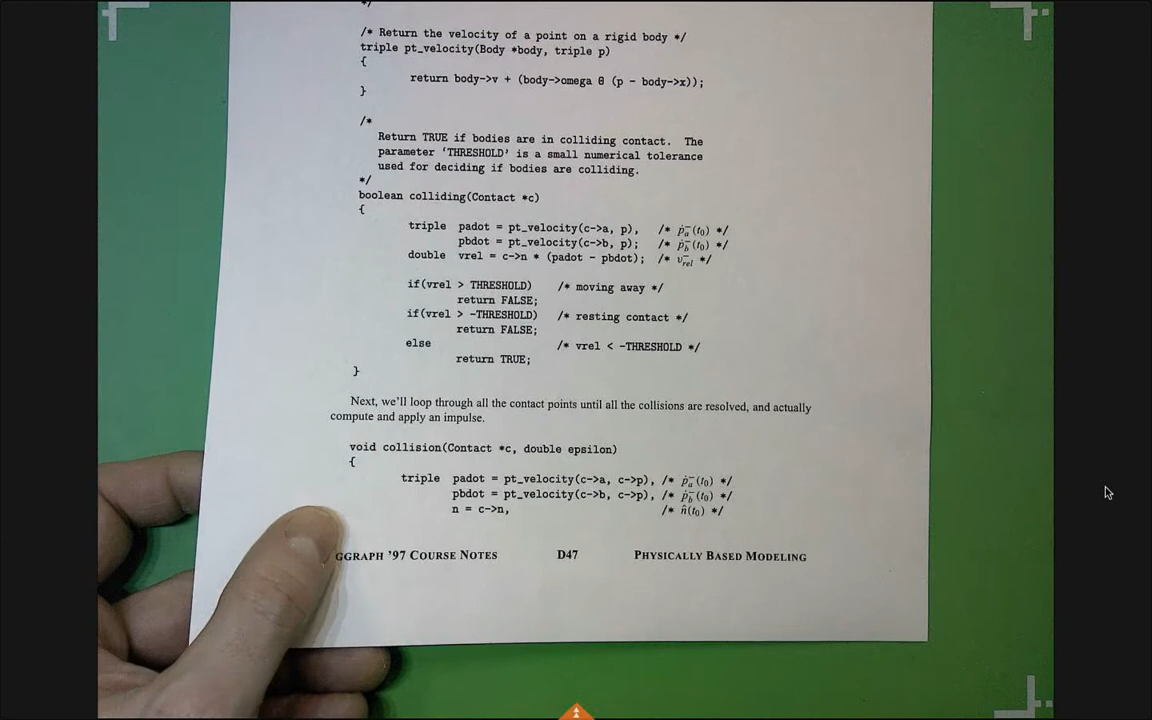 */
/* Return the velocity of a point on a rigid body */
triple pt_velocity(Body *body, triple p)
{
return body->v + (body->omega θ (p - body->x));
}
/*
Return TRUE if bodies are in colliding contact. The
parameter ‘THRESHOLD’ is a small numerical tolerance
used for deciding if bodies are colliding.
*/
boolean colliding(Contact *c)
{
triple padot = pt_velocity(c->a, p), /* ṗₐ⁻(t₀) */
pbdot = pt_velocity(c->b, p); /* ṗ_b⁻(t₀) */
double vrel = c->n * (padot - pbdot); /* v_rel⁻ */
if(vrel > THRESHOLD) /* moving away */
return FALSE;
if(vrel > -THRESHOLD) /* resting contact */
return FALSE;
else /* vrel < -THRESHOLD */
return TRUE;
}
Next, we’ll loop through all the contact points until all the collisions are resolved, and actually
compute and apply an impulse.
void collision(Contact *c, double epsilon)
{
triple padot = pt_velocity(c->a, c->p), /* ṗₐ⁻(t₀) */
pbdot = pt_velocity(c->b, c->p), /* ṗ_b⁻(t₀) */
n = c->n, /* n̂(t₀) */
GGRAPH ’97 COURSE NOTES D47 PHYSICALLY BASED MODELING